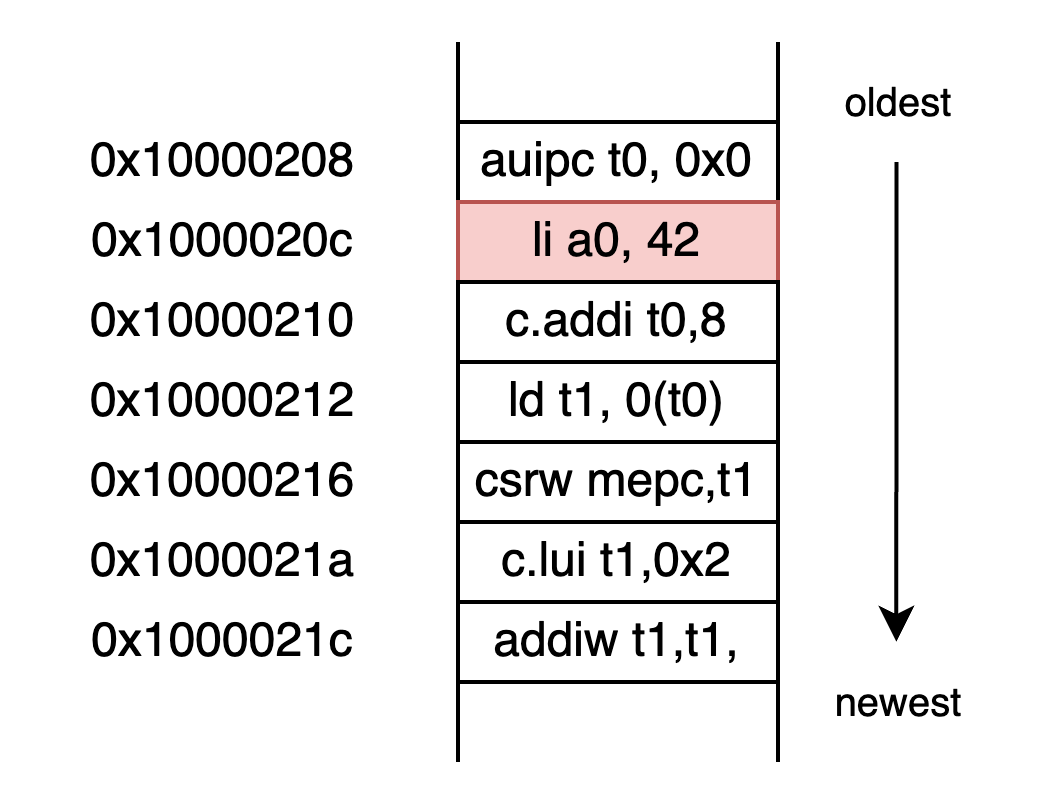 oldest
0x10000208 auipc t0, 0x0
0x1000020c li a0, 42
0x10000210 c.addi t0,8
0x10000212 ld t1, 0(t0)
0x10000216 csrw mepc,t1
0x1000021a c.lui t1,0x2
0x1000021c addiw t1,t1,
newest